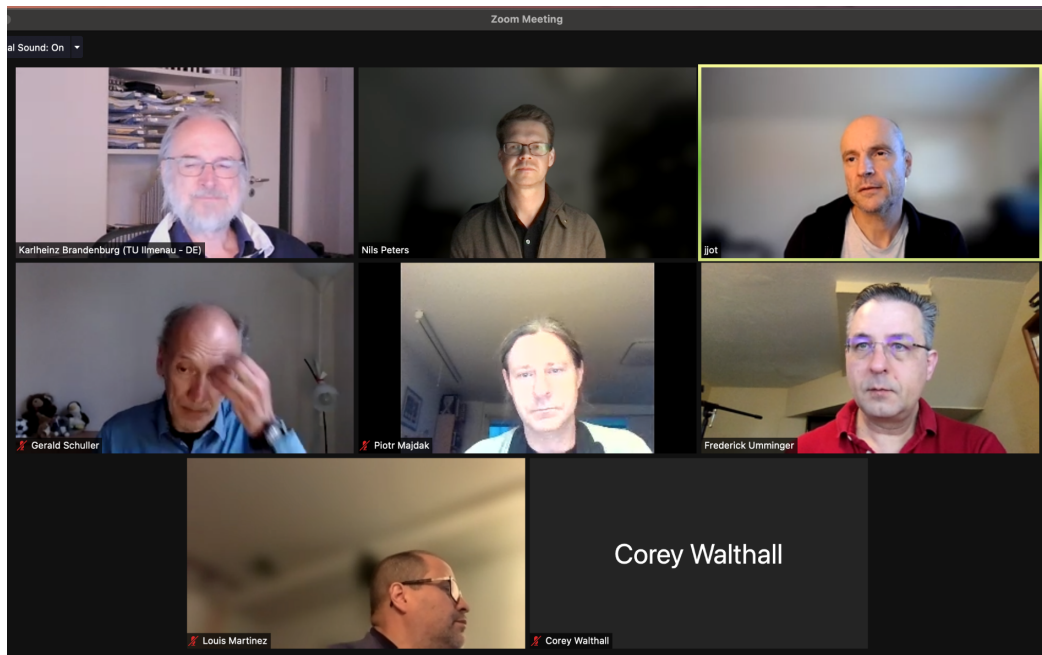 Zoom Meeting
al Sound: On
Karlheinz Brandenburg (TU Ilmenau - DE)
Nils Peters
jjot
Gerald Schuller
Piotr Majdak
Frederick Umminger
Corey Walthall
Louis Martinez
Corey Walthall